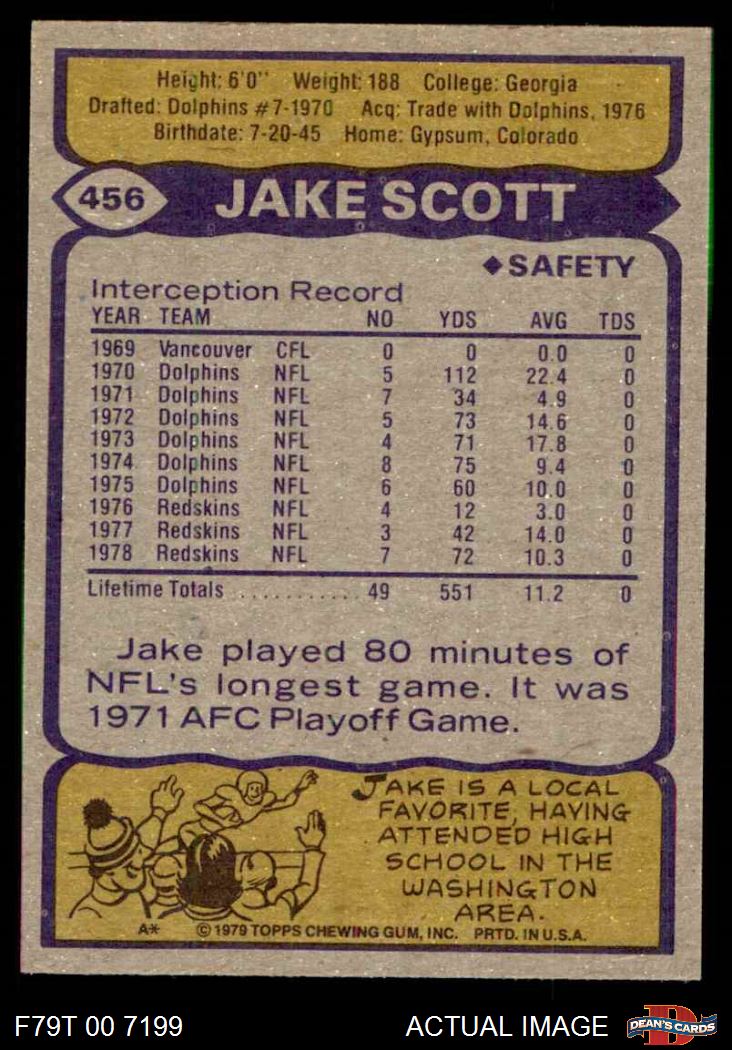 Height: 6'0" Weight: 188 College: Georgia
Drafted: Dolphins #7-1970 Acq: Trade with Dolphins, 1976
Birthdate: 7-20-45 Home: Gypsum, Colorado
456 JAKE SCOTT
◆SAFETY
Interception Record
YEAR TEAM NO YDS AVG TDS
1969 Vancouver CFL 0 0 0.0 0
1970 Dolphins NFL 5 112 22.4 0
1971 Dolphins NFL 7 34 4.9 0
1972 Dolphins NFL 5 73 14.6 0
1973 Dolphins NFL 4 71 17.8 0
1974 Dolphins NFL 8 75 9.4 0
1975 Dolphins NFL 6 60 10.0 0
1976 Redskins NFL 4 12 3.0 0
1977 Redskins NFL 3 42 14.0 0
1978 Redskins NFL 7 72 10.3 0
Lifetime Totals ........... 49 551 11.2 0
Jake played 80 minutes of
NFL's longest game. It was
1971 AFC Playoff Game.
JAKE IS A LOCAL
FAVORITE, HAVING
ATTENDED HIGH
SCHOOL IN THE
WASHINGTON
AREA.
A* © 1979 TOPPS CHEWING GUM, INC. PRTD. IN U.S.A.
F79T 00 7199 ACTUAL IMAGE D DEAN'S CARDS